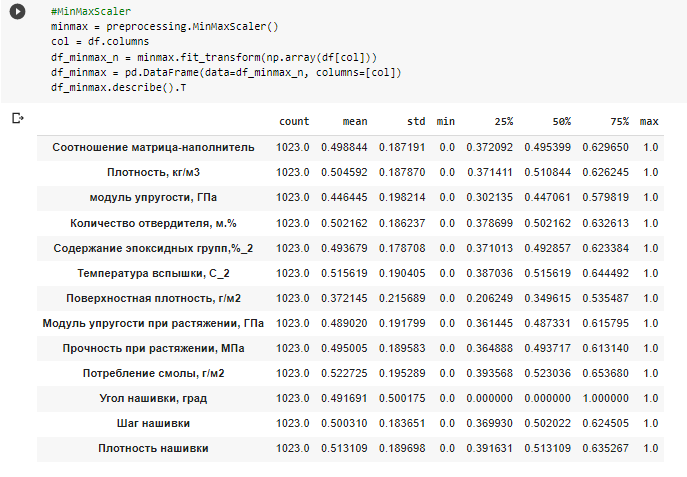 #MinMaxScaler
minmax = preprocessing.MinMaxScaler()
col = df.columns
df_minmax_n = minmax.fit_transform(np.array(df[col]))
df_minmax = pd.DataFrame(data=df_minmax_n, columns=[col])
df_minmax.describe().T
count mean std min 25% 50% 75% max
Соотношение матрица-наполнитель 1023.0 0.498844 0.187191 0.0 0.372092 0.495399 0.629650 1.0
Плотность, кг/м3 1023.0 0.504592 0.187870 0.0 0.371411 0.510844 0.626245 1.0
модуль упругости, ГПа 1023.0 0.446445 0.198214 0.0 0.302135 0.447061 0.579819 1.0
Количество отвердителя, м.% 1023.0 0.502162 0.186237 0.0 0.378699 0.502162 0.632613 1.0
Содержание эпоксидных групп,%_2 1023.0 0.493679 0.178708 0.0 0.371013 0.492857 0.623384 1.0
Температура вспышки, С_2 1023.0 0.515619 0.190405 0.0 0.387036 0.515619 0.644492 1.0
Поверхностная плотность, г/м2 1023.0 0.372145 0.215689 0.0 0.206249 0.349615 0.535487 1.0
Модуль упругости при растяжении, ГПа 1023.0 0.489020 0.191799 0.0 0.361445 0.487331 0.615795 1.0
Прочность при растяжении, МПа 1023.0 0.495005 0.189583 0.0 0.364888 0.493717 0.613140 1.0
Потребление смолы, г/м2 1023.0 0.522725 0.195289 0.0 0.393568 0.523036 0.653680 1.0
Угол нашивки, град 1023.0 0.491691 0.500175 0.0 0.000000 0.000000 1.000000 1.0
Шаг нашивки 1023.0 0.500310 0.183651 0.0 0.369930 0.502022 0.624505 1.0
Плотность нашивки 1023.0 0.513109 0.189698 0.0 0.391631 0.513109 0.635267 1.0